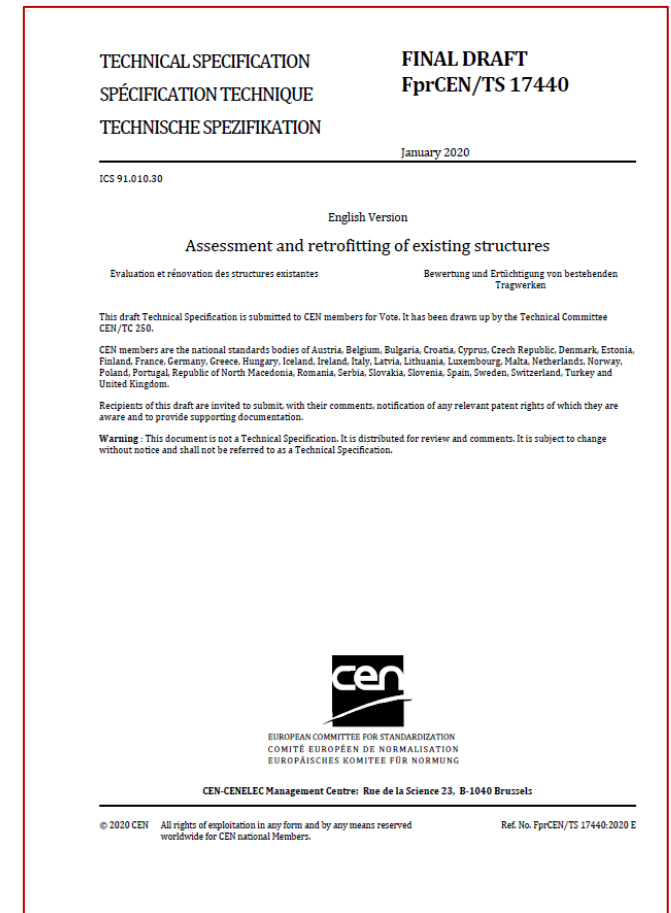 TECHNICAL SPECIFICATION
SPÉCIFICATION TECHNIQUE
TECHNISCHE SPEZIFIKATION
FINAL DRAFT
FprCEN/TS 17440
January 2020
ICS 91.010.30
English Version
Assessment and retrofitting of existing structures
Evaluation et rénovation des structures existantes
Bewertung und Ertüchtigung von bestehenden
Tragwerken
This draft Technical Specification is submitted to CEN members for Vote. It has been drawn up by the Technical Committee
CEN/TC 250.
CEN members are the national standards bodies of Austria, Belgium, Bulgaria, Croatia, Cyprus, Czech Republic, Denmark, Estonia,
Finland, France, Germany, Greece, Hungary, Iceland, Ireland, Italy, Latvia, Lithuania, Luxembourg, Malta, Netherlands, Norway,
Poland, Portugal, Republic of North Macedonia, Romania, Serbia, Slovakia, Slovenia, Spain, Sweden, Switzerland, Turkey and
United Kingdom.
Recipients of this draft are invited to submit, with their comments, notification of any relevant patent rights of which they are
aware and to provide supporting documentation.
Warning : This document is not a Technical Specification. It is distributed for review and comments. It is subject to change
without notice and shall not be referred to as a Technical Specification.
cen
EUROPEAN COMMITTEE FOR STANDARDIZATION
COMITÉ EUROPÉEN DE NORMALISATION
EUROPÄISCHES KOMITEE FÜR NORMUNG
CEN-CENELEC Management Centre: Rue de la Science 23, B-1040 Brussels
© 2020 CEN All rights of exploitation in any form and by any means reserved
worldwide for CEN national Members.
Ref. No. FprCEN/TS 17440:2020 E